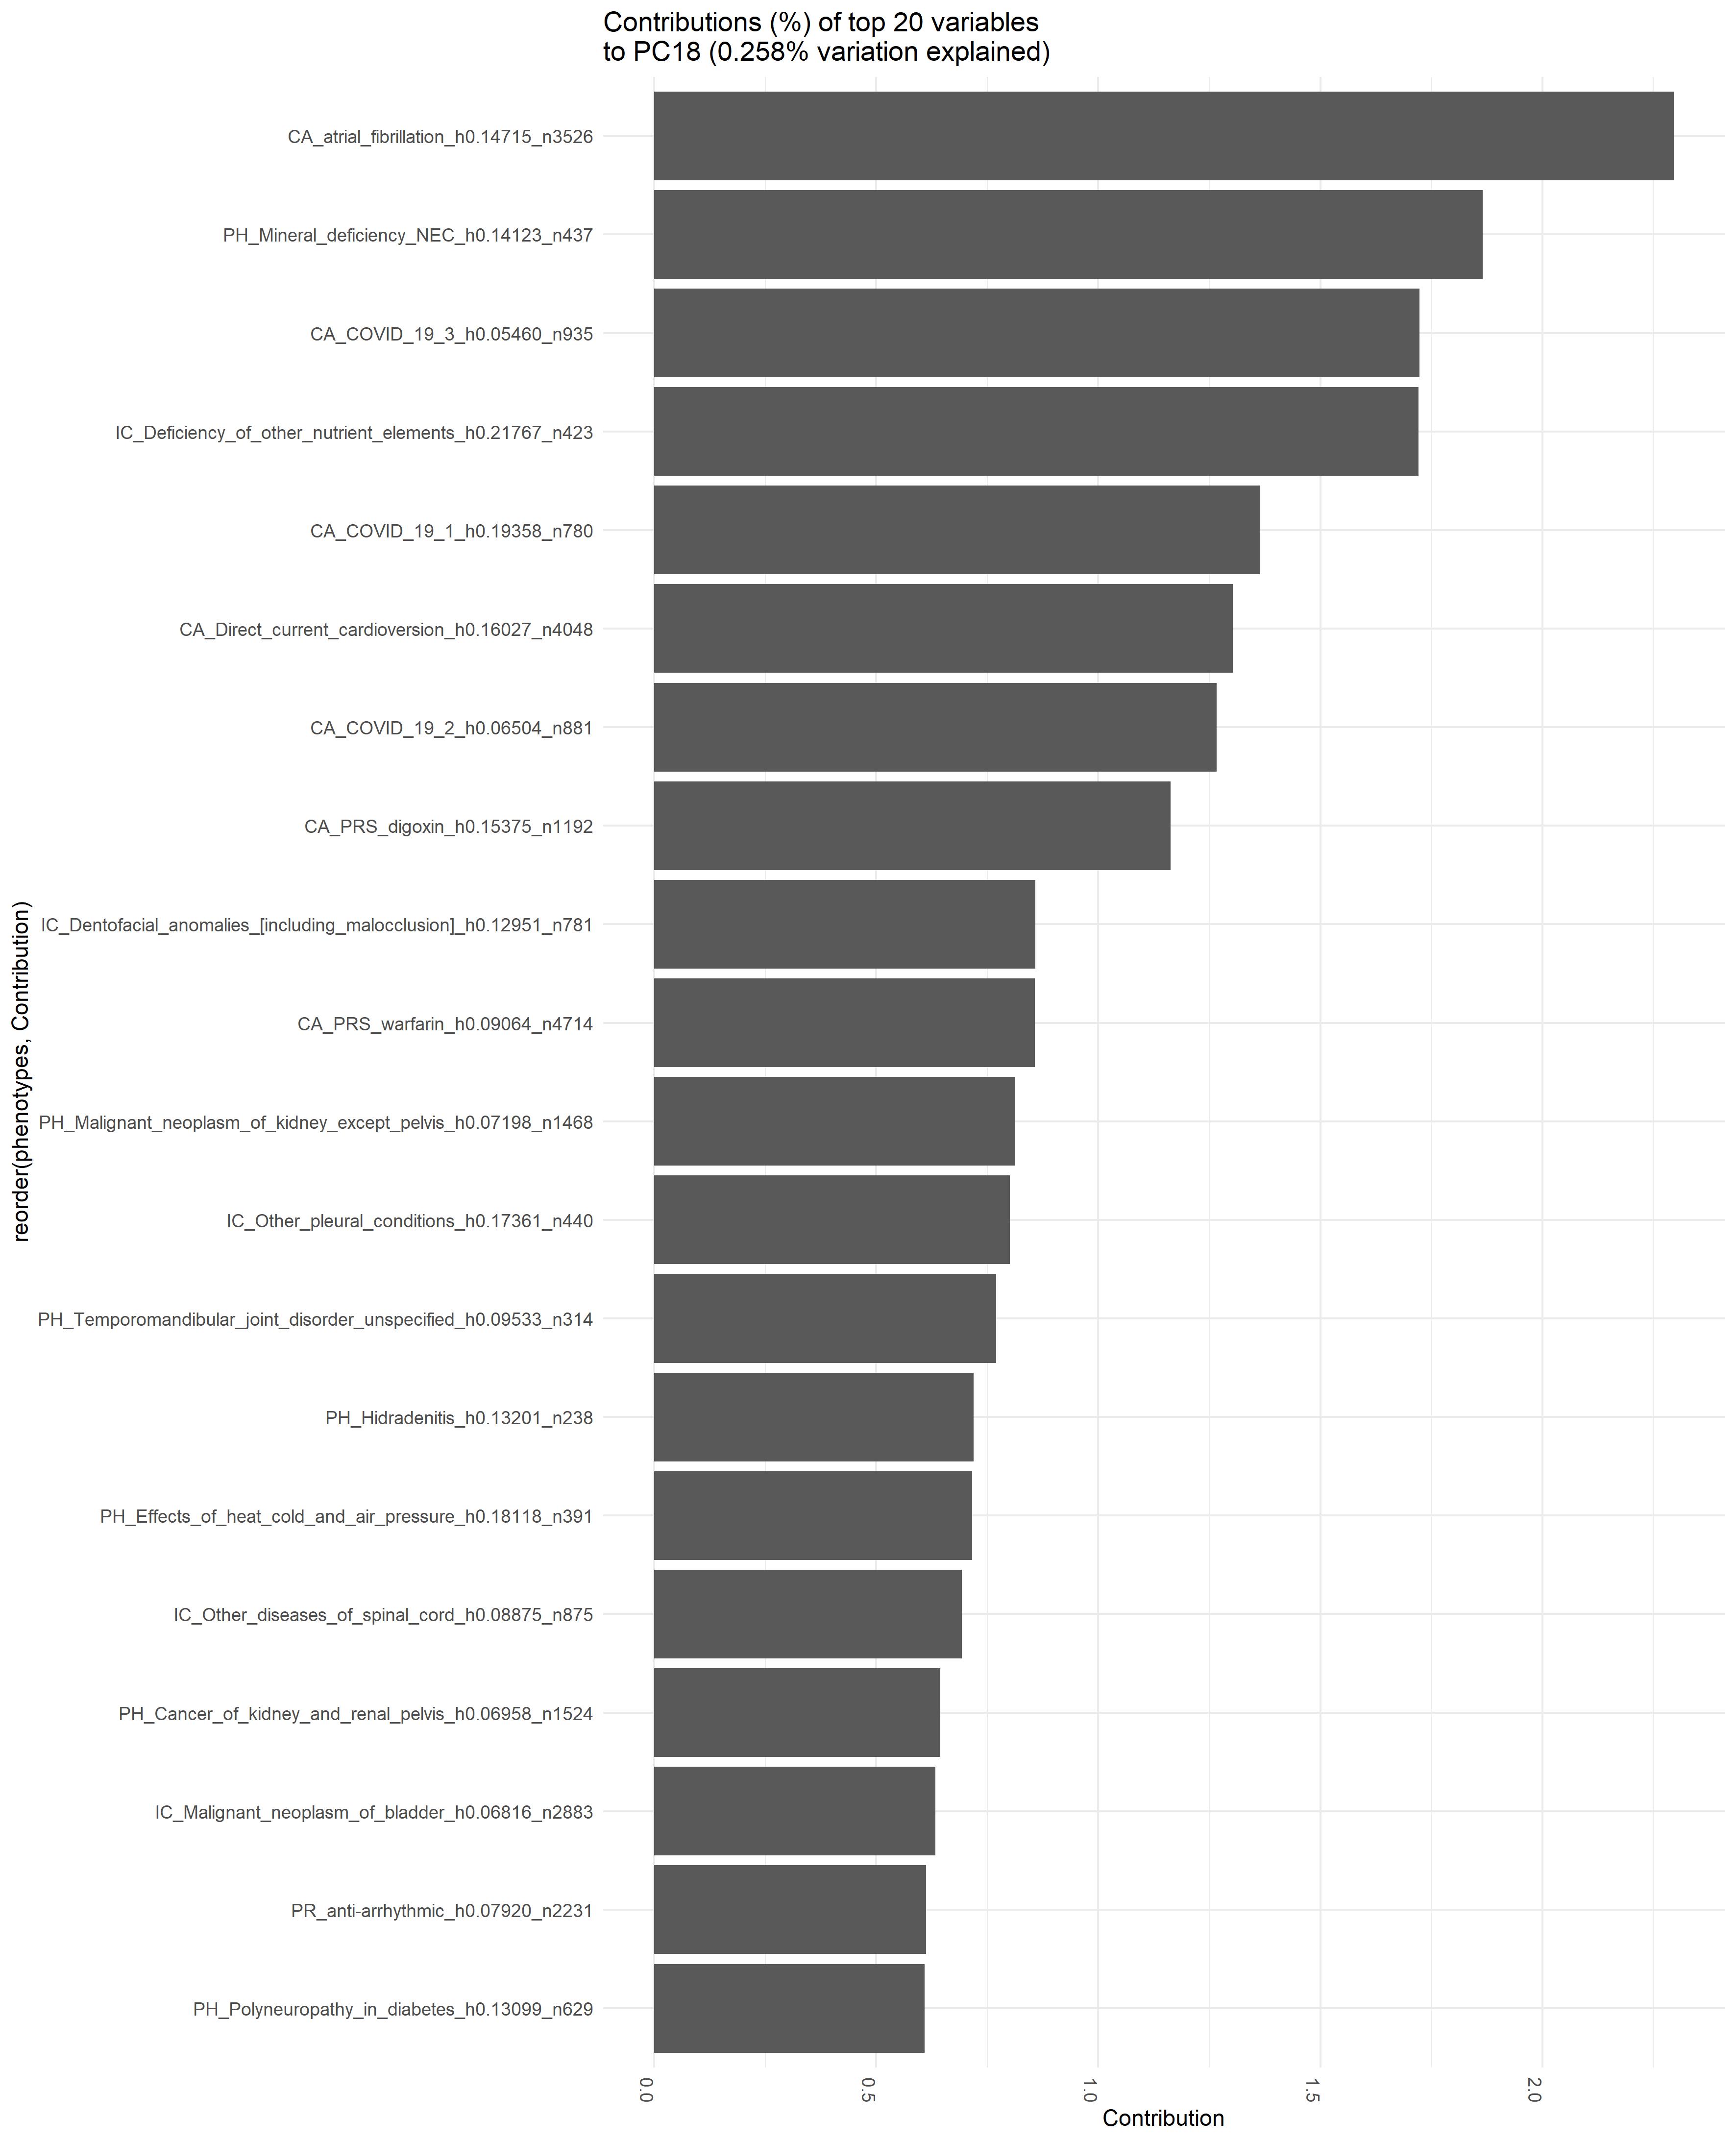 Contributions (%) of top 20 variables
to PC18 (0.258% variation explained)
CA_atrial_fibrillation_h0.14715_n3526
PH_Mineral_deficiency_NEC_h0.14123_n437
CA_COVID_19_3_h0.05460_n935
IC_Deficiency_of_other_nutrient_elements_h0.21767_n423
CA_COVID_19_1_h0.19358_n780
CA_Direct_current_cardioversion_h0.16027_n4048
CA_COVID_19_2_h0.06504_n881
CA_PRS_digoxin_h0.15375_n1192
IC_Dentofacial_anomalies_[including_malocclusion]_h0.12951_n781
CA_PRS_warfarin_h0.09064_n4714
PH_Malignant_neoplasm_of_kidney_except_pelvis_h0.07198_n1468
IC_Other_pleural_conditions_h0.17361_n440
PH_Temporomandibular_joint_disorder_unspecified_h0.09533_n314
PH_Hidradenitis_h0.13201_n238
PH_Effects_of_heat_cold_and_air_pressure_h0.18118_n391
IC_Other_diseases_of_spinal_cord_h0.08875_n875
PH_Cancer_of_kidney_and_renal_pelvis_h0.06958_n1524
IC_Malignant_neoplasm_of_bladder_h0.06816_n2883
PR_anti-arrhythmic_h0.07920_n2231
PH_Polyneuropathy_in_diabetes_h0.13099_n629
reorder(phenotypes, Contribution)
0.0
0.5
1.0
1.5
2.0
Contribution